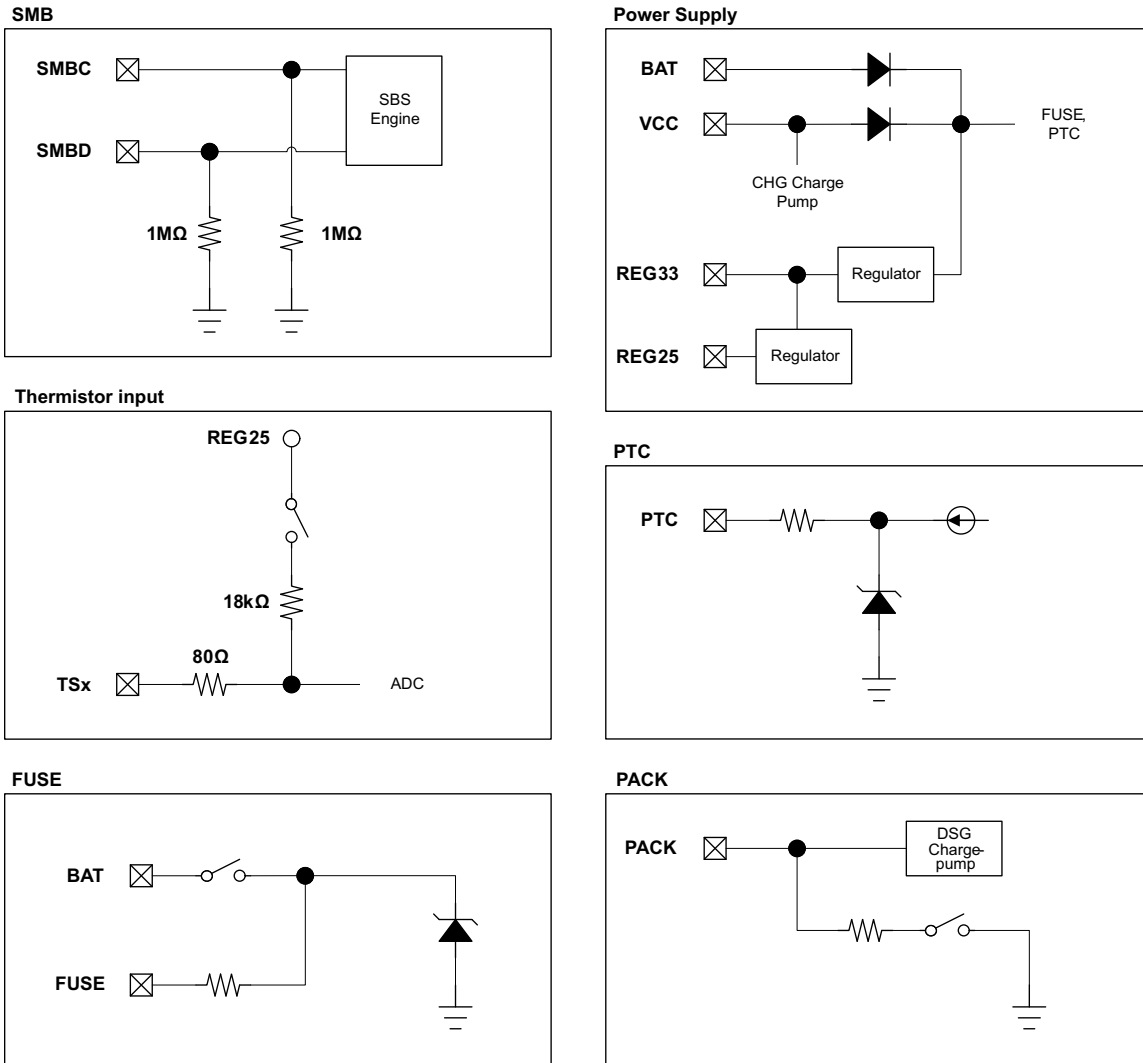 SMB
SMBC
SMBD
SBS
Engine
1MΩ
1MΩ
Power Supply
BAT
VCC
FUSE,
PTC
CHG Charge
Pump
REG33
Regulator
REG25
Regulator
Thermistor input
REG25
18kΩ
80Ω
TSx
ADC
PTC
PTC
FUSE
BAT
FUSE
PACK
PACK
DSG
Charge-
pump